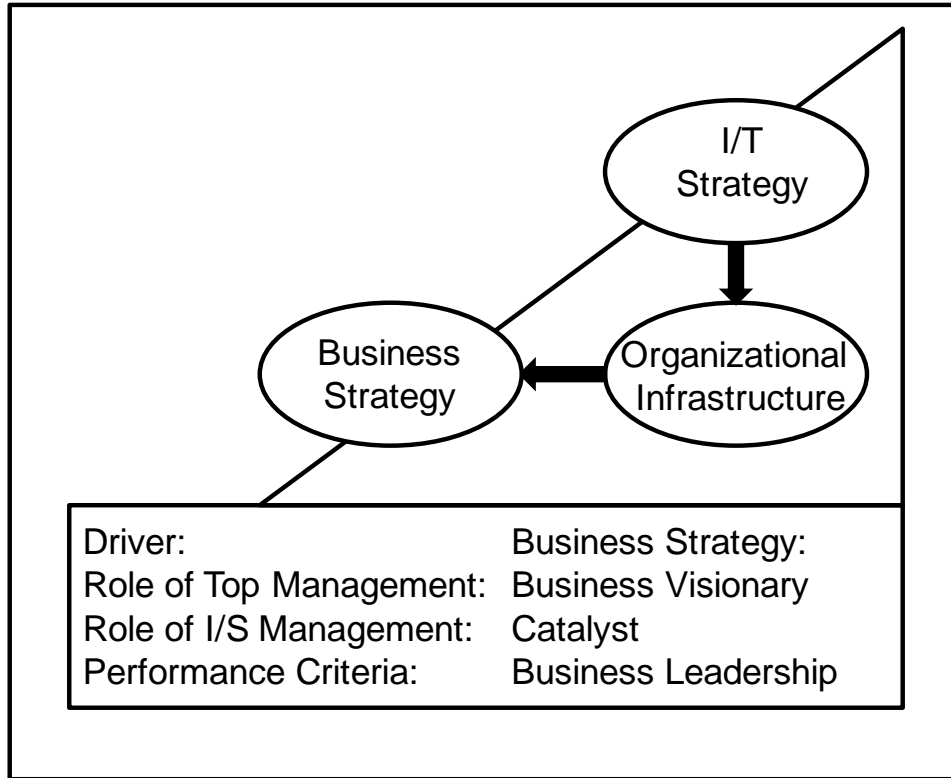 I/T
Strategy
Business
Strategy
Organizational
Infrastructure
Driver: Business Strategy:
Role of Top Management: Business Visionary
Role of I/S Management: Catalyst
Performance Criteria: Business Leadership